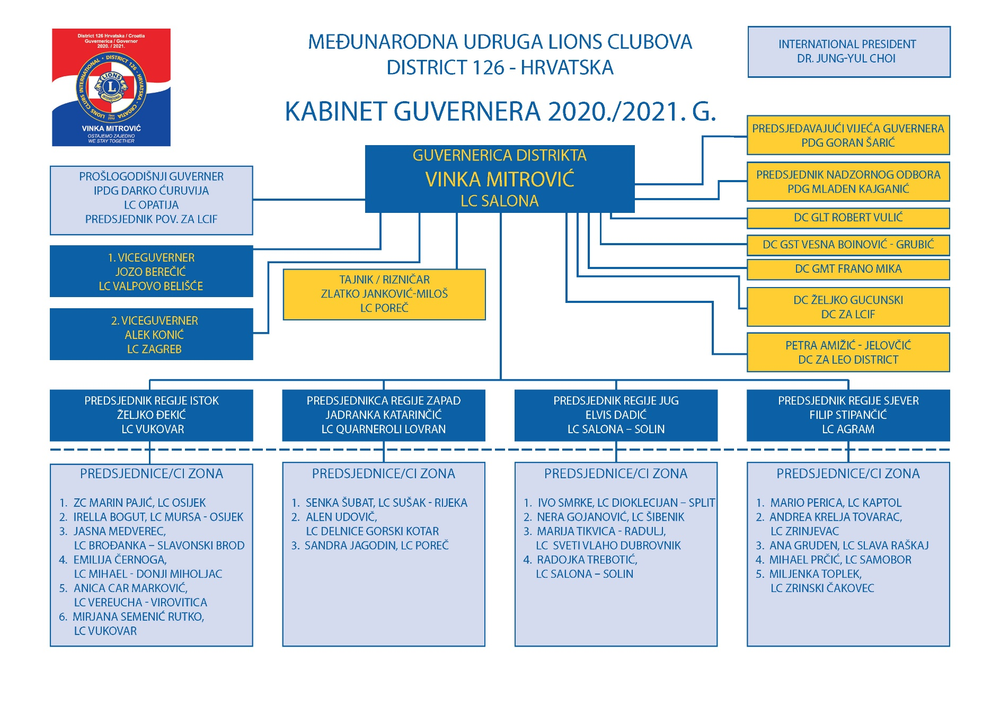 District 126 Hrvatska / Croatia
Guvernerica / Governor
2020. / 2021.
LIONS CLUBS INTERNATIONAL • DISTRICT 126 - HRVATSKA - CROATIA
LIONS
L
INTERNATIONAL
Since
1994
VINKA MITROVIĆ
OSTAJEMO ZAJEDNO
WE STAY TOGETHER
MEĐUNARODNA UDRUGA LIONS CLUBOVA
DISTRICT 126 - HRVATSKA
KABINET GUVERNERA 2020./2021. G.
INTERNATIONAL PRESIDENT
DR. JUNG-YUL CHOI
GUVERNERICA DISTRIKTA
VINKA MITROVIĆ
LC SALONA
PROŠLOGODIŠNJI GUVERNER
IPDG DARKO ĆURUVIJA
LC OPATIJA
PREDSJEDNIK POV. ZA LCIF
1. VICEGUVERNER
JOZO BEREČIĆ
LC VALPOVO BELIŠĆE
2. VICEGUVERNER
ALEK KONIĆ
LC ZAGREB
TAJNIK / RIZNIČAR
ZLATKO JANKOVIĆ-MILOŠ
LC POREČ
PREDSJEDAVAJUĆI VIJEĆA GUVERNERA
PDG GORAN ŠARIĆ
PREDSJEDNIK NADZORNOG ODBORA
PDG MLADEN KAJGANIĆ
DC GLT ROBERT VULIĆ
DC GST VESNA BOINOVIĆ - GRUBIĆ
DC GMT FRANO MIKA
DC ŽELJKO GUCUNSKI
DC ZA LCIF
PETRA AMIŽIĆ - JELOVČIĆ
DC ZA LEO DISTRICT
PREDSJEDNIK REGIJE ISTOK
ŽELJKO ĐEKIĆ
LC VUKOVAR
PREDSJEDNIKCA REGIJE ZAPAD
JADRANKA KATARINČIĆ
LC QUARNEROLI LOVRAN
PREDSJEDNIK REGIJE JUG
ELVIS DADIĆ
LC SALONA – SOLIN
PREDSJEDNIK REGIJE SJEVER
FILIP STIPANČIĆ
LC AGRAM
PREDSJEDNICE/CI ZONA
1. ZC MARIN PAJIĆ, LC OSIJEK
2. IRELLA BOGUT, LC MURSA - OSIJEK
3. JASNA MEDVEREC,
LC BROĐANKA – SLAVONSKI BROD
4. EMILIJA ČERNOGA,
LC MIHAEL - DONJI MIHOLJAC
5. ANICA CAR MARKOVIĆ,
LC VEREUCHA - VIROVITICA
6. MIRJANA SEMENIĆ RUTKO,
LC VUKOVAR
PREDSJEDNICE/CI ZONA
1. SENKA ŠUBAT, LC SUŠAK - RIJEKA
2. ALEN UDOVIČ,
LC DELNICE GORSKI KOTAR
3. SANDRA JAGODIN, LC POREČ
PREDSJEDNICE/CI ZONA
1. IVO SMRKE, LC DIOKLECIJAN – SPLIT
2. NERA GOJANOVIĆ, LC ŠIBENIK
3. MARIJA TIKVICA - RADULJ,
LC SVETI VLAHO DUBROVNIK
4. RADOJKA TREBOTIĆ,
LC SALONA – SOLIN
PREDSJEDNICE/CI ZONA
1. MARIO PERICA, LC KAPTOL
2. ANDREA KRELJA TOVARAC,
LC ZRINJEVAC
3. ANA GRUDEN, LC SLAVA RAŠKAJ
4. MIHAEL PRČIĆ, LC SAMOBOR
5. MILJENKA TOPLEK,
LC ZRINSKI ČAKOVEC